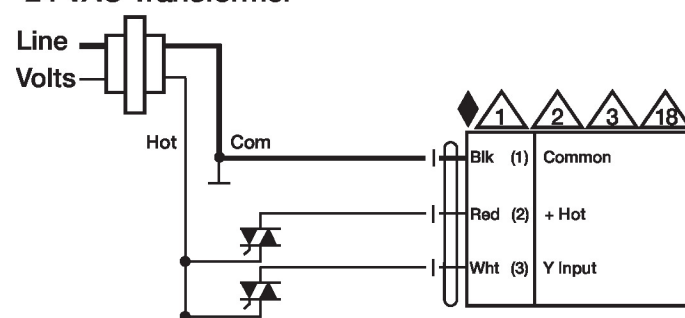 24 VAC Transformer
Line
Volts
Hot
Com
1
2
3
18
Blk (1) Common
Red (2) + Hot
Wht (3) Y Input